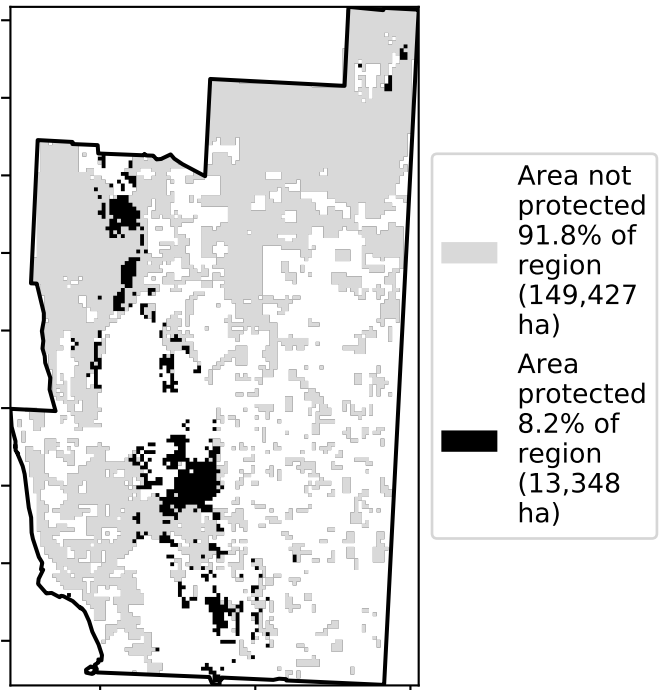 Area not
protected
91.8% of
region
(149,427
ha)
Area
protected
8.2% of
region
(13,348
ha)